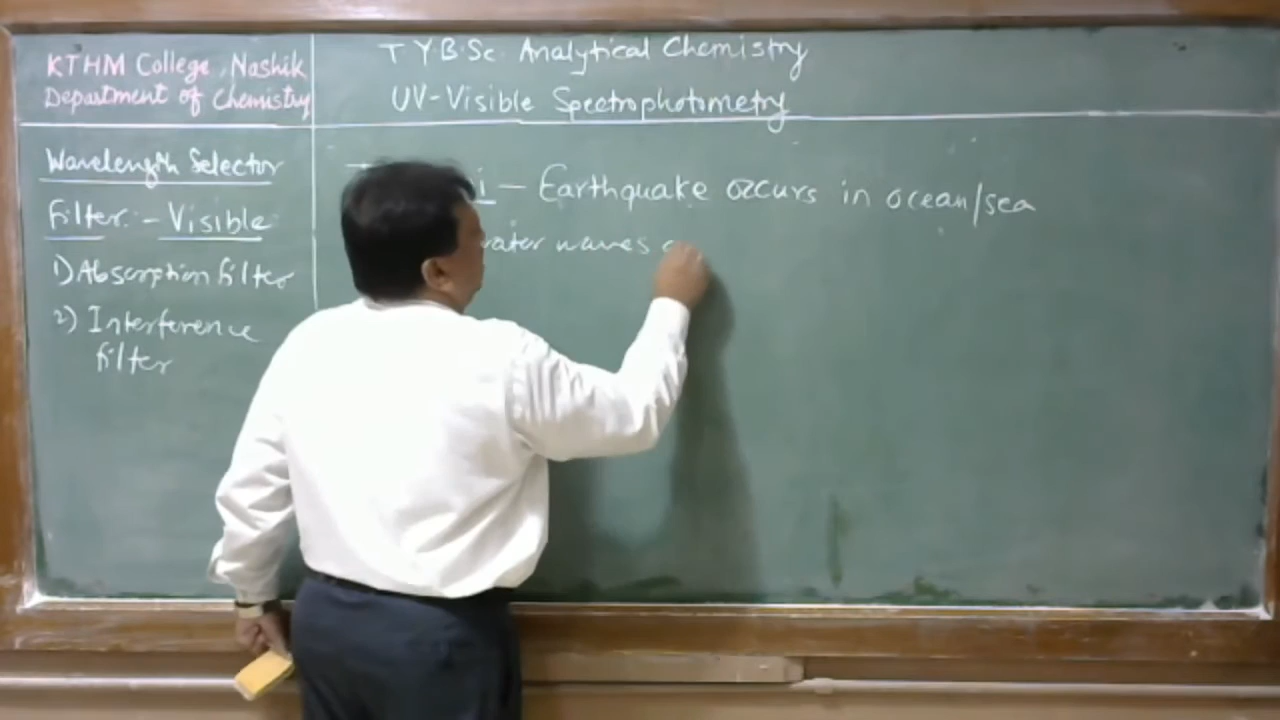 KTHM College, Nashik
Department of Chemistry
T Y B.Sc. Analytical Chemistry
UV-Visible Spectrophotometry
Wavelength Selector
Filter - Visible
1) Absorption filter
2) Interference
filter
i — Earthquake occurs in ocean/sea
water waves